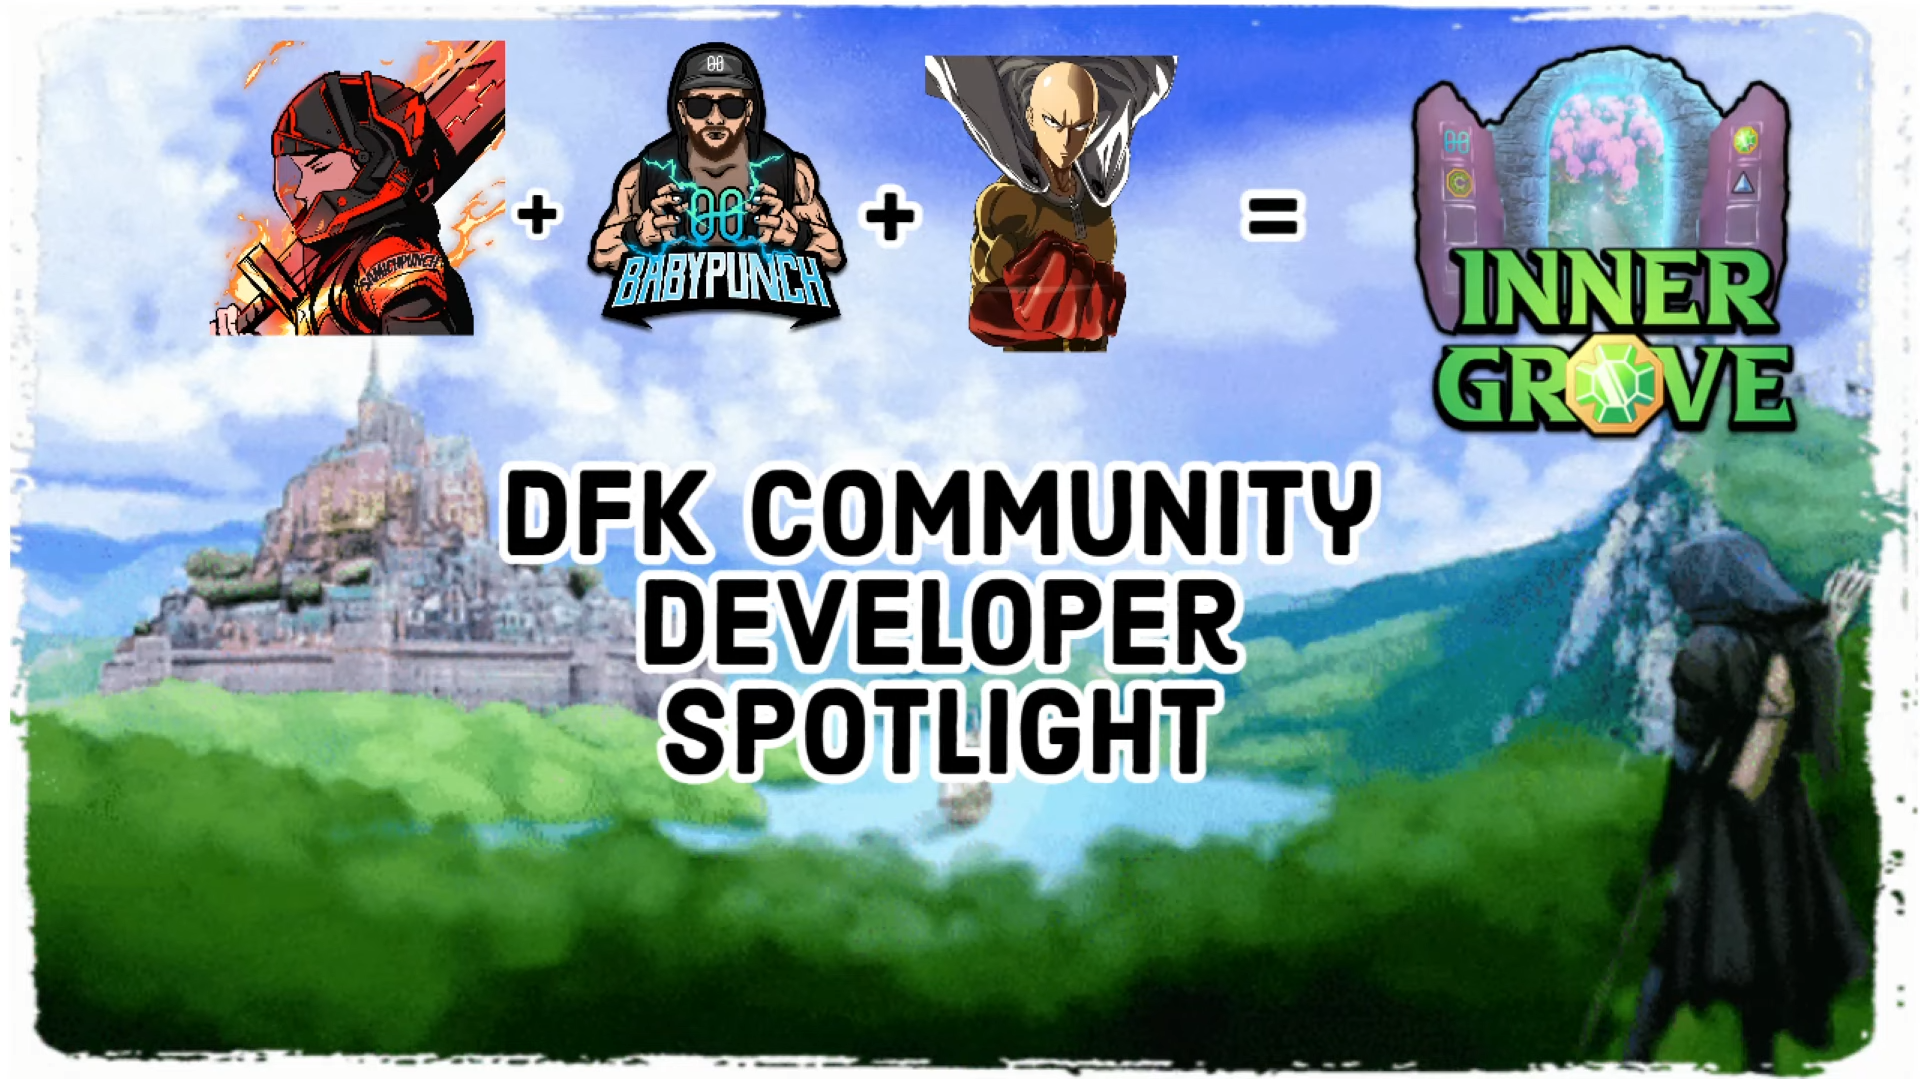 + + =
BABYPUNCH
INNER
GROVE
DFK COMMUNITY
DEVELOPER
SPOTLIGHT